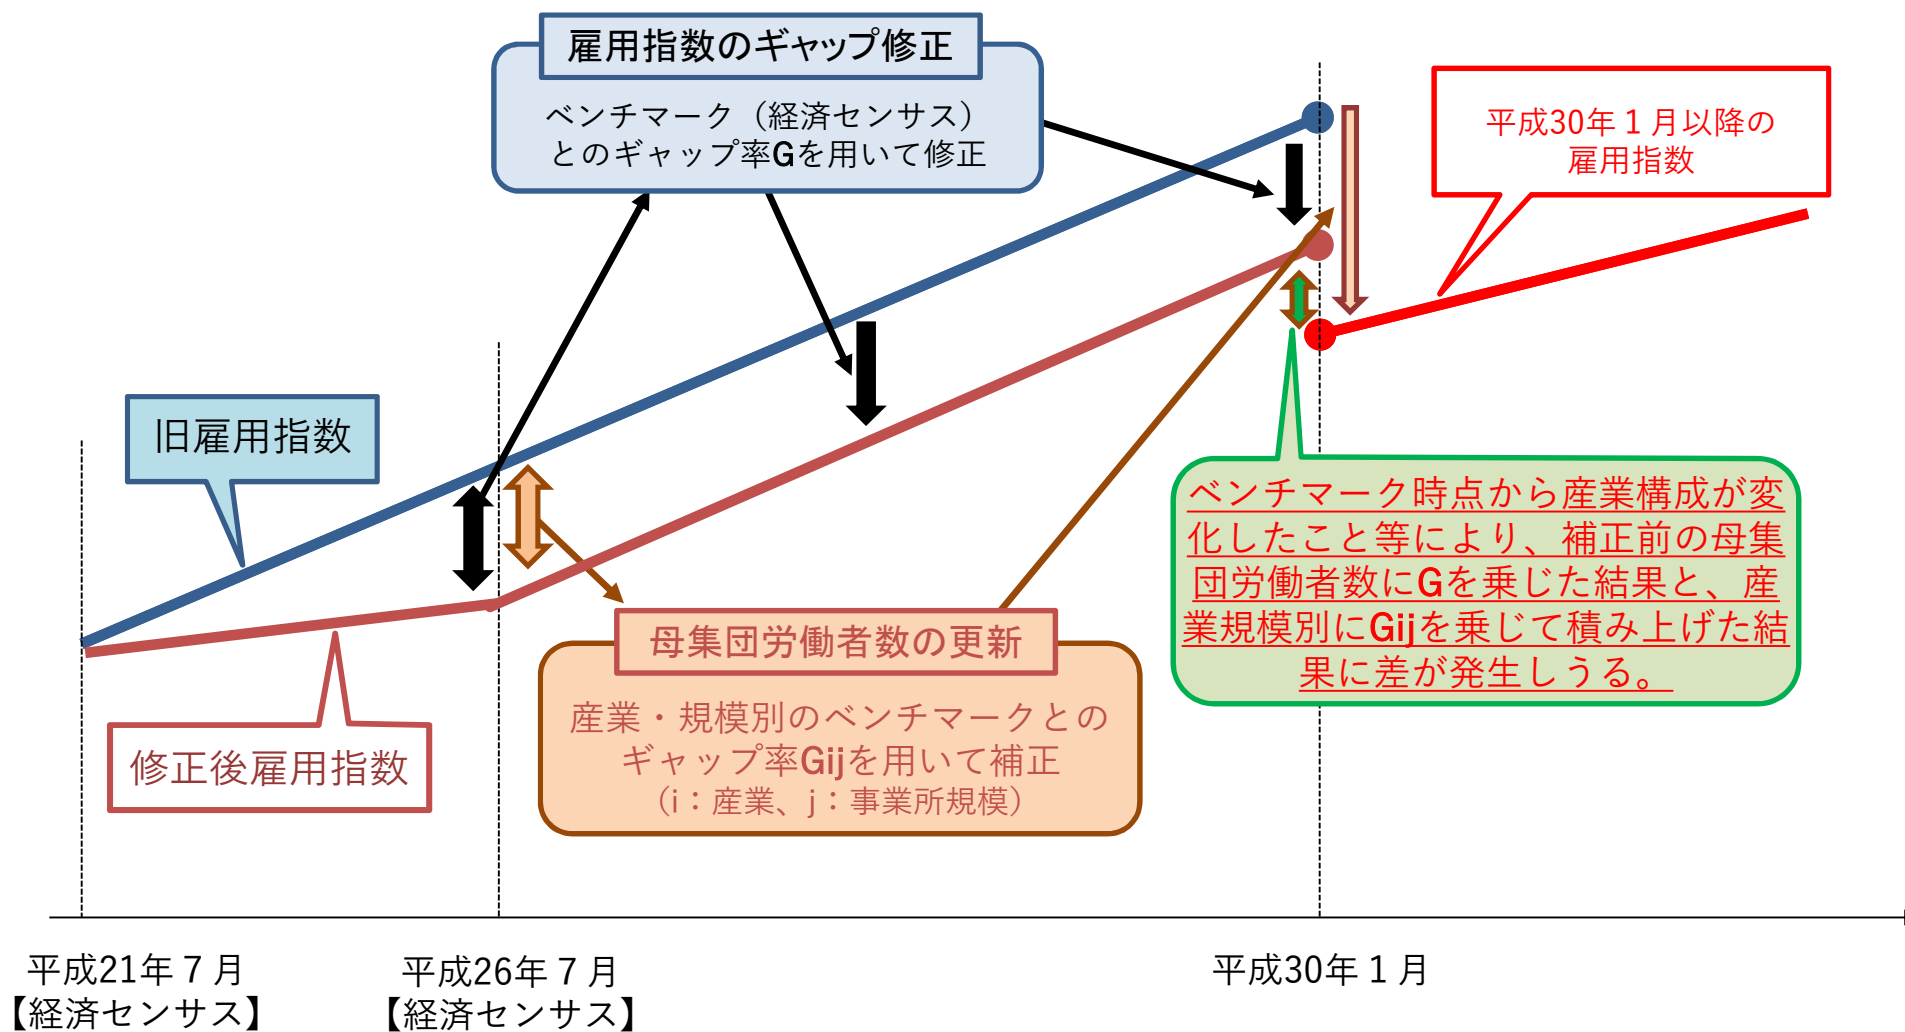 雇用指数のギャップ修正
ベンチマーク（経済センサス）
とのギャップ率Gを用いて修正
平成30年１月以降の
雇用指数
旧雇用指数
ベンチマーク時点から産業構成が変
化したこと等により、補正前の母集
団労働者数にGを乗じた結果と、産
業規模別にGijを乗じて積み上げた結
果に差が発生しうる。
母集団労働者数の更新
産業・規模別のベンチマークとの
ギャップ率Gijを用いて補正
（i：産業、j：事業所規模）
修正後雇用指数
平成21年７月
【経済センサス】
平成26年７月
【経済センサス】
平成30年１月